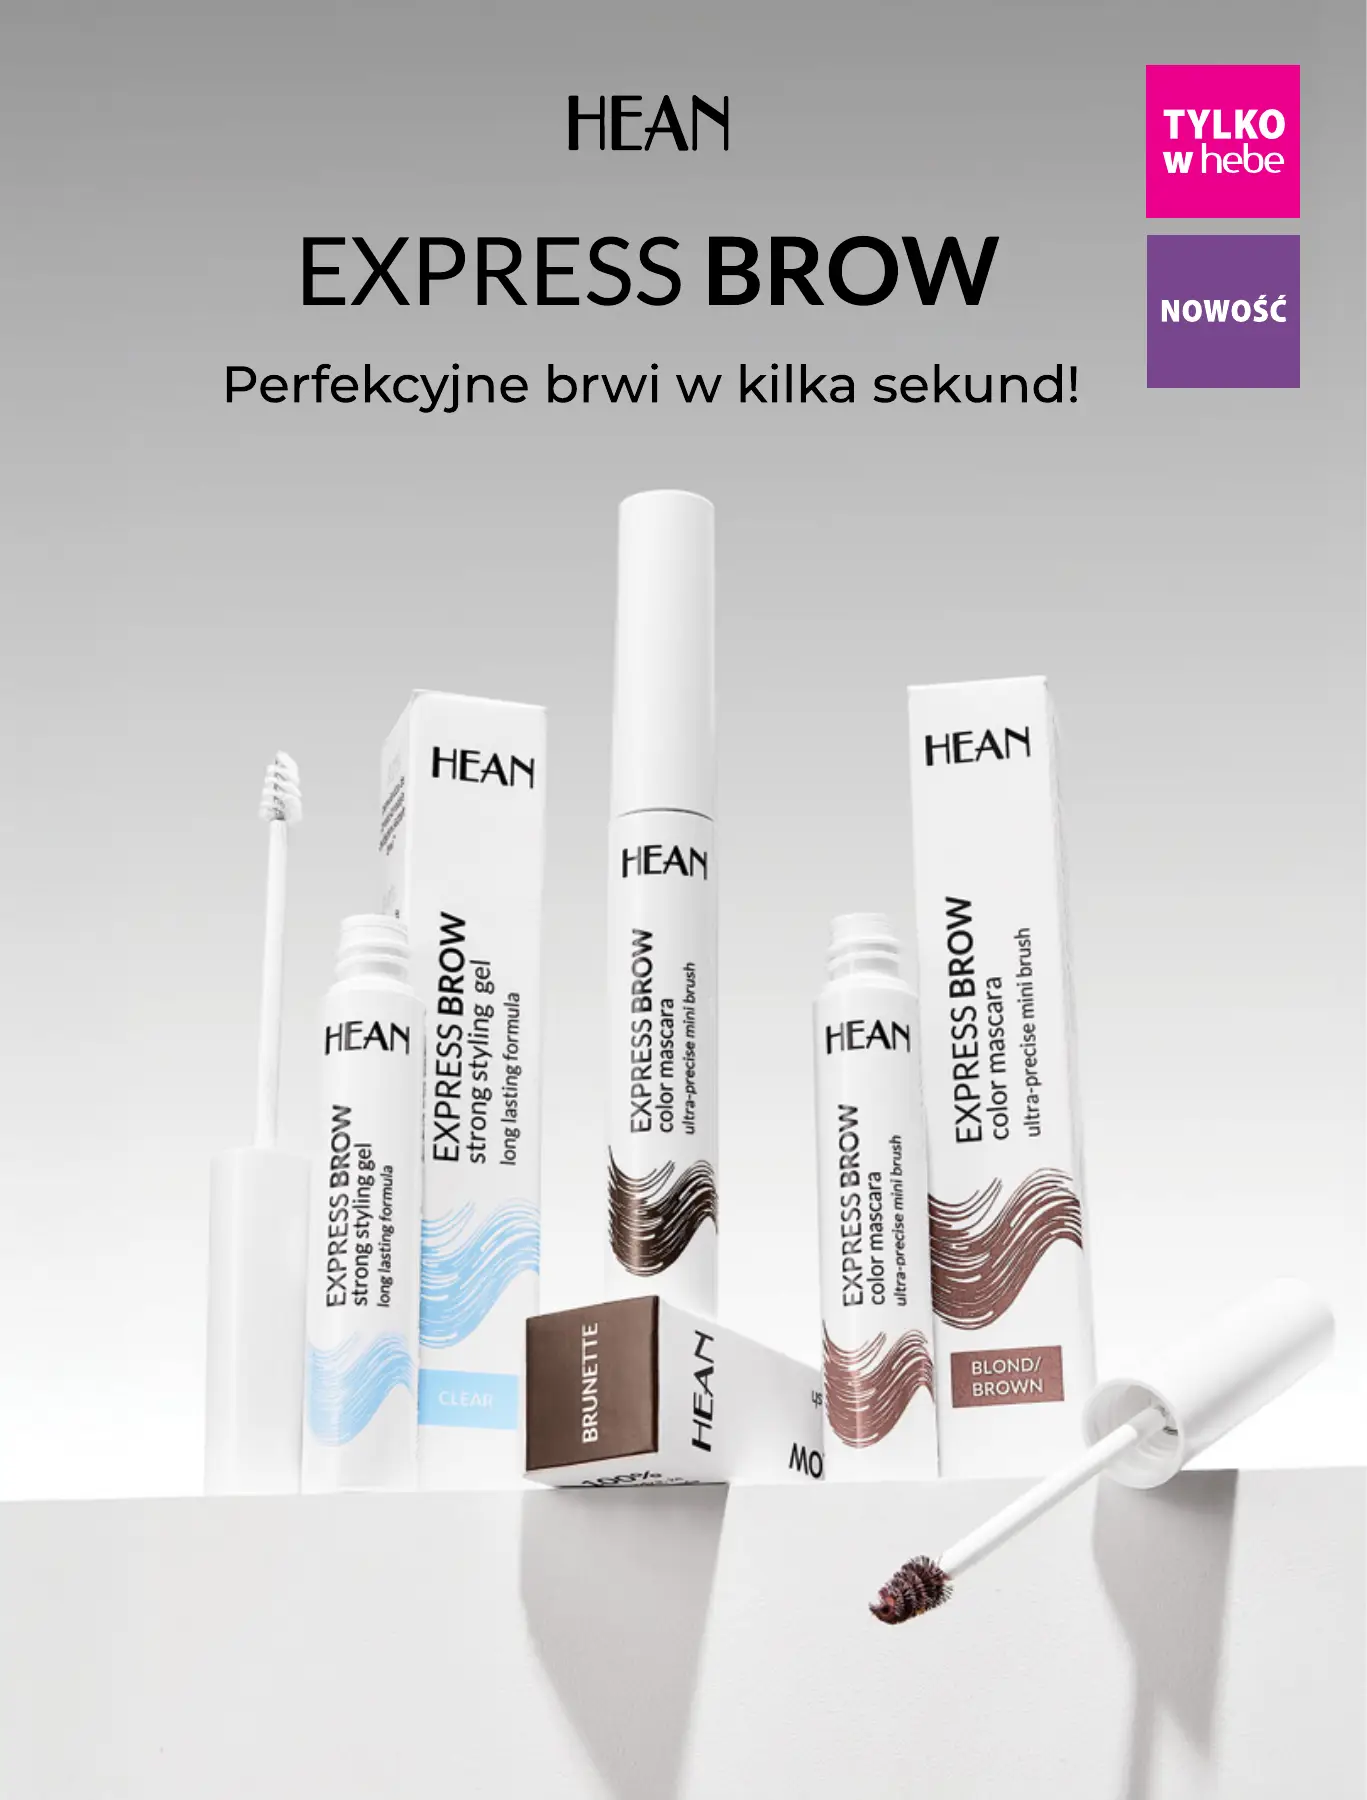 HEAN
EXPRESS BROW
Perfekcyjne brwi w kilka sekund!
TYLKO
w hebe
NOWOŚĆ
HEAN
EXPRESS BROW
strong styling gel
long lasting formula
CLEAR
HEAN
EXPRESS BROW
strong styling gel
long lasting formula
HEAN
EXPRESS BROW
color mascara
ultra-precise mini brush
BRUNETTE
HEAN
100%
HEAN
EXPRESS BROW
color mascara
ultra-precise mini brush
HEAN
EXPRESS BROW
color mascara
ultra-precise mini brush
BLOND/
BROWN